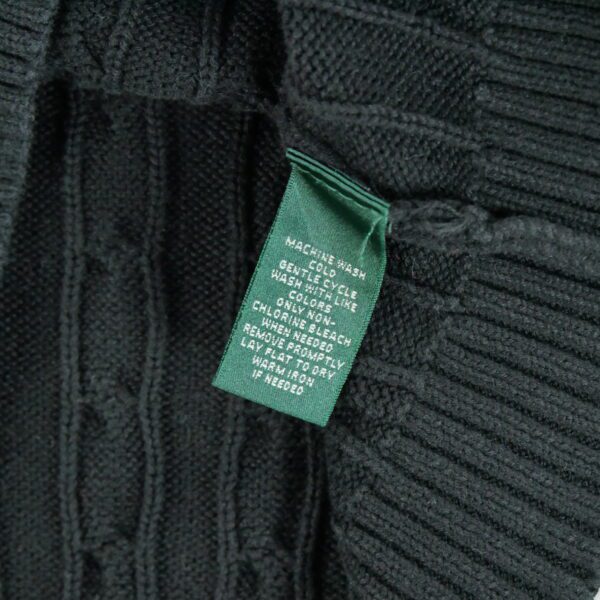 MACHINE WASH
COLD
GENTLE CYCLE
WASH WITH LIKE
COLORS
ONLY NON-
CHLORINE BLEACH
WHEN NEEDED
REMOVE PROMPTLY
LAY FLAT TO DRY
WARM IRON
IF NEEDED